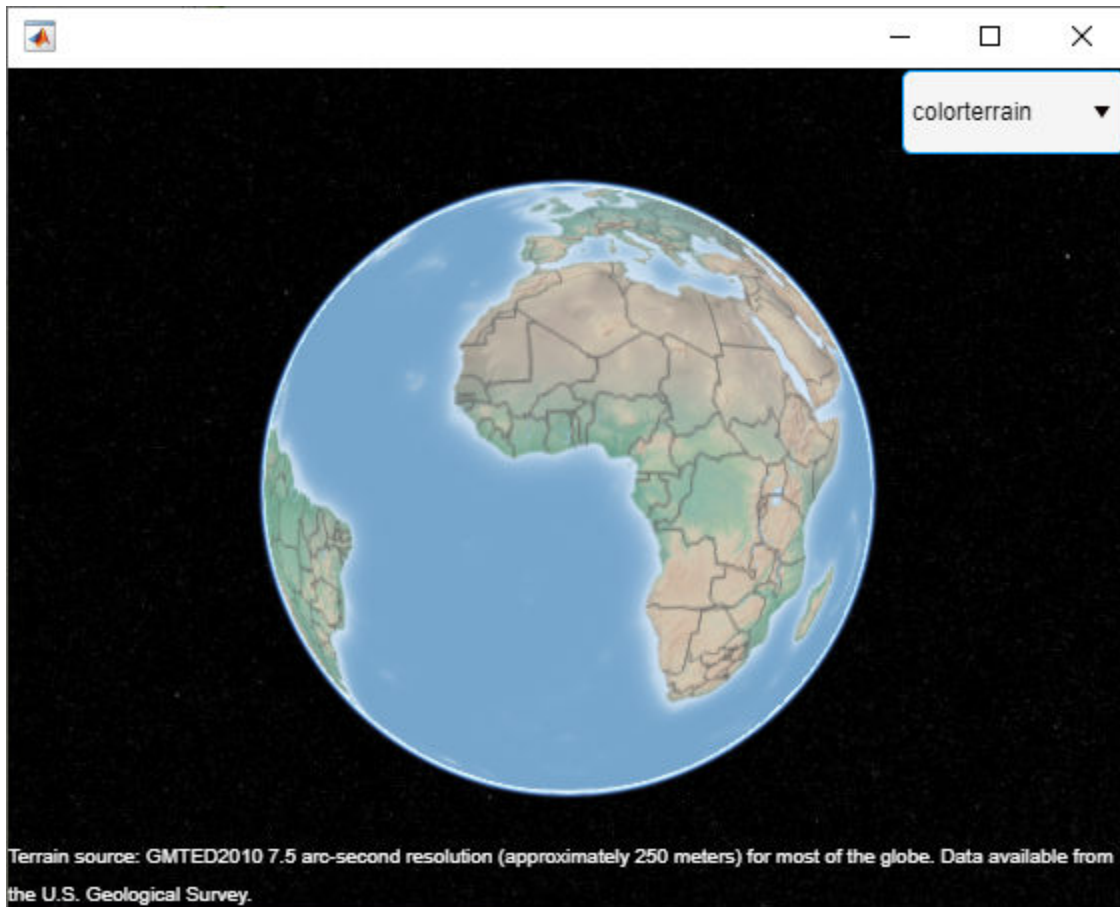 colorterrain
Terrain source: GMTED2010 7.5 arc-second resolution (approximately 250 meters) for most of the globe. Data available from
the U.S. Geological Survey.